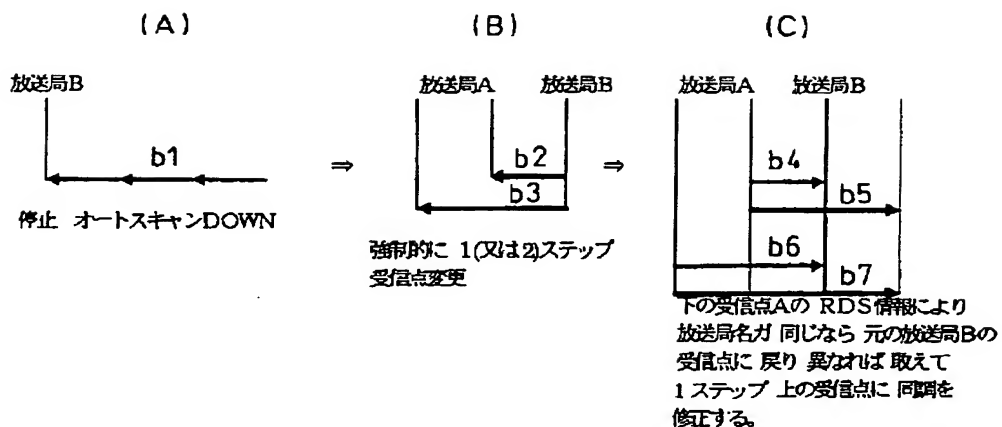 (A)
(B)
(C)
放送局B
放送局A 放送局B
放送局A 放送局B
b1
⇒
b2
b3
⇒
b4
b5
b6
b7
停止 オートスキャンDOWN
強制的に 1(又は2)ステップ
受信点変更
下の受信点Aの RDS情報により
放送局名が 同じなら 元の放送局Bの
受信点に 戻り 異なれば 敢えて
1 ステップ 上の受信点に 同調を
修正する。